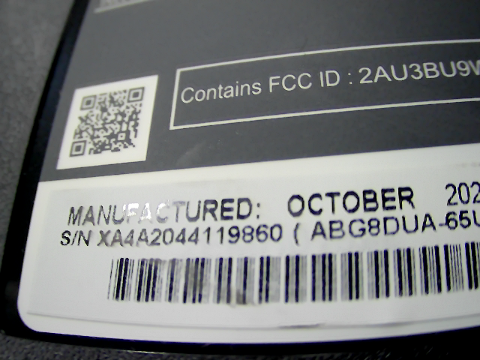 Contains FCC ID : 2AU3BU9W
MANUFACTURED: OCTOBER 202
S/N XA4A2044119860 ( ABG8DUA-65U